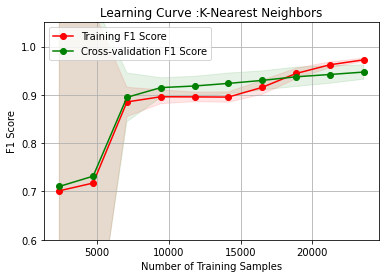 Learning Curve :K-Nearest Neighbors
Training F1 Score
Cross-validation F1 Score
F1 Score
1.0
0.9
0.8
0.7
0.6
5000 10000 15000 20000
Number of Training Samples